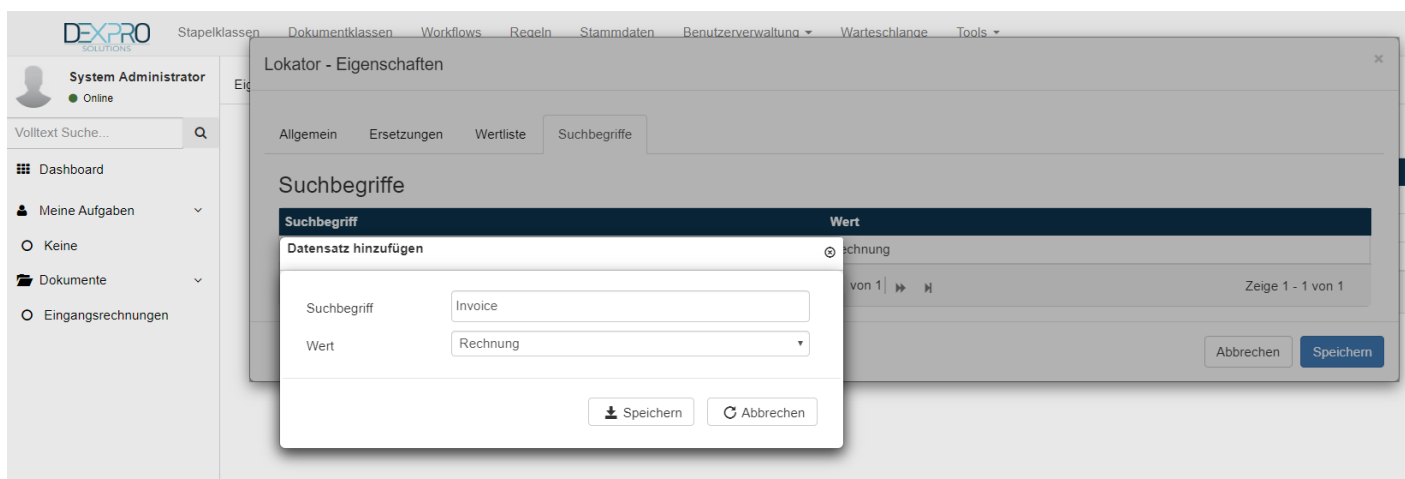 DEXPRO
SOLUTIONS
Stapelklassen Dokumentklassen Workflows Regeln Stammdaten Benutzerverwaltung Warteschlange Tools
System Administrator
Online
Volltext Suche...
Dashboard
Meine Aufgaben
Keine
Dokumente
Eingangsrechnungen
Eig
Lokator - Eigenschaften
×
Allgemein Ersetzungen Wertliste Suchbegriffe
Suchbegriffe
Suchbegriff Wert
echnung
von 1 Zeige 1 - 1 von 1
Abbrechen Speichern
Datensatz hinzufügen
Suchbegriff Invoice
Wert Rechnung
Speichern Abbrechen